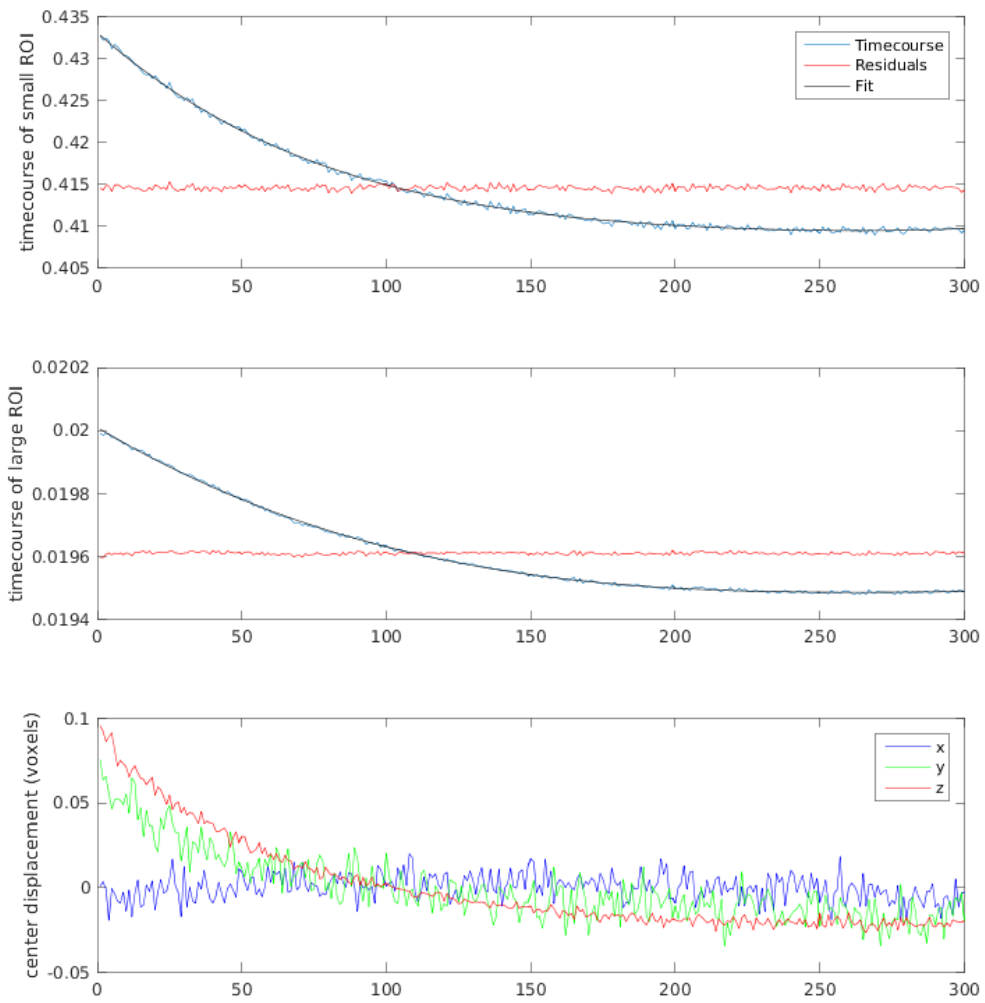 timecourse of small ROI
0.435
0.43
0.425
0.42
0.415
0.41
0.405
0 50 100 150 200 250 300
Timecourse
Residuals
Fit
timecourse of large ROI
0.0202
0.02
0.0198
0.0196
0.0194
0 50 100 150 200 250 300
center displacement (voxels)
0.1
0.05
0
-0.05
0 50 100 150 200 250 300
x
y
z